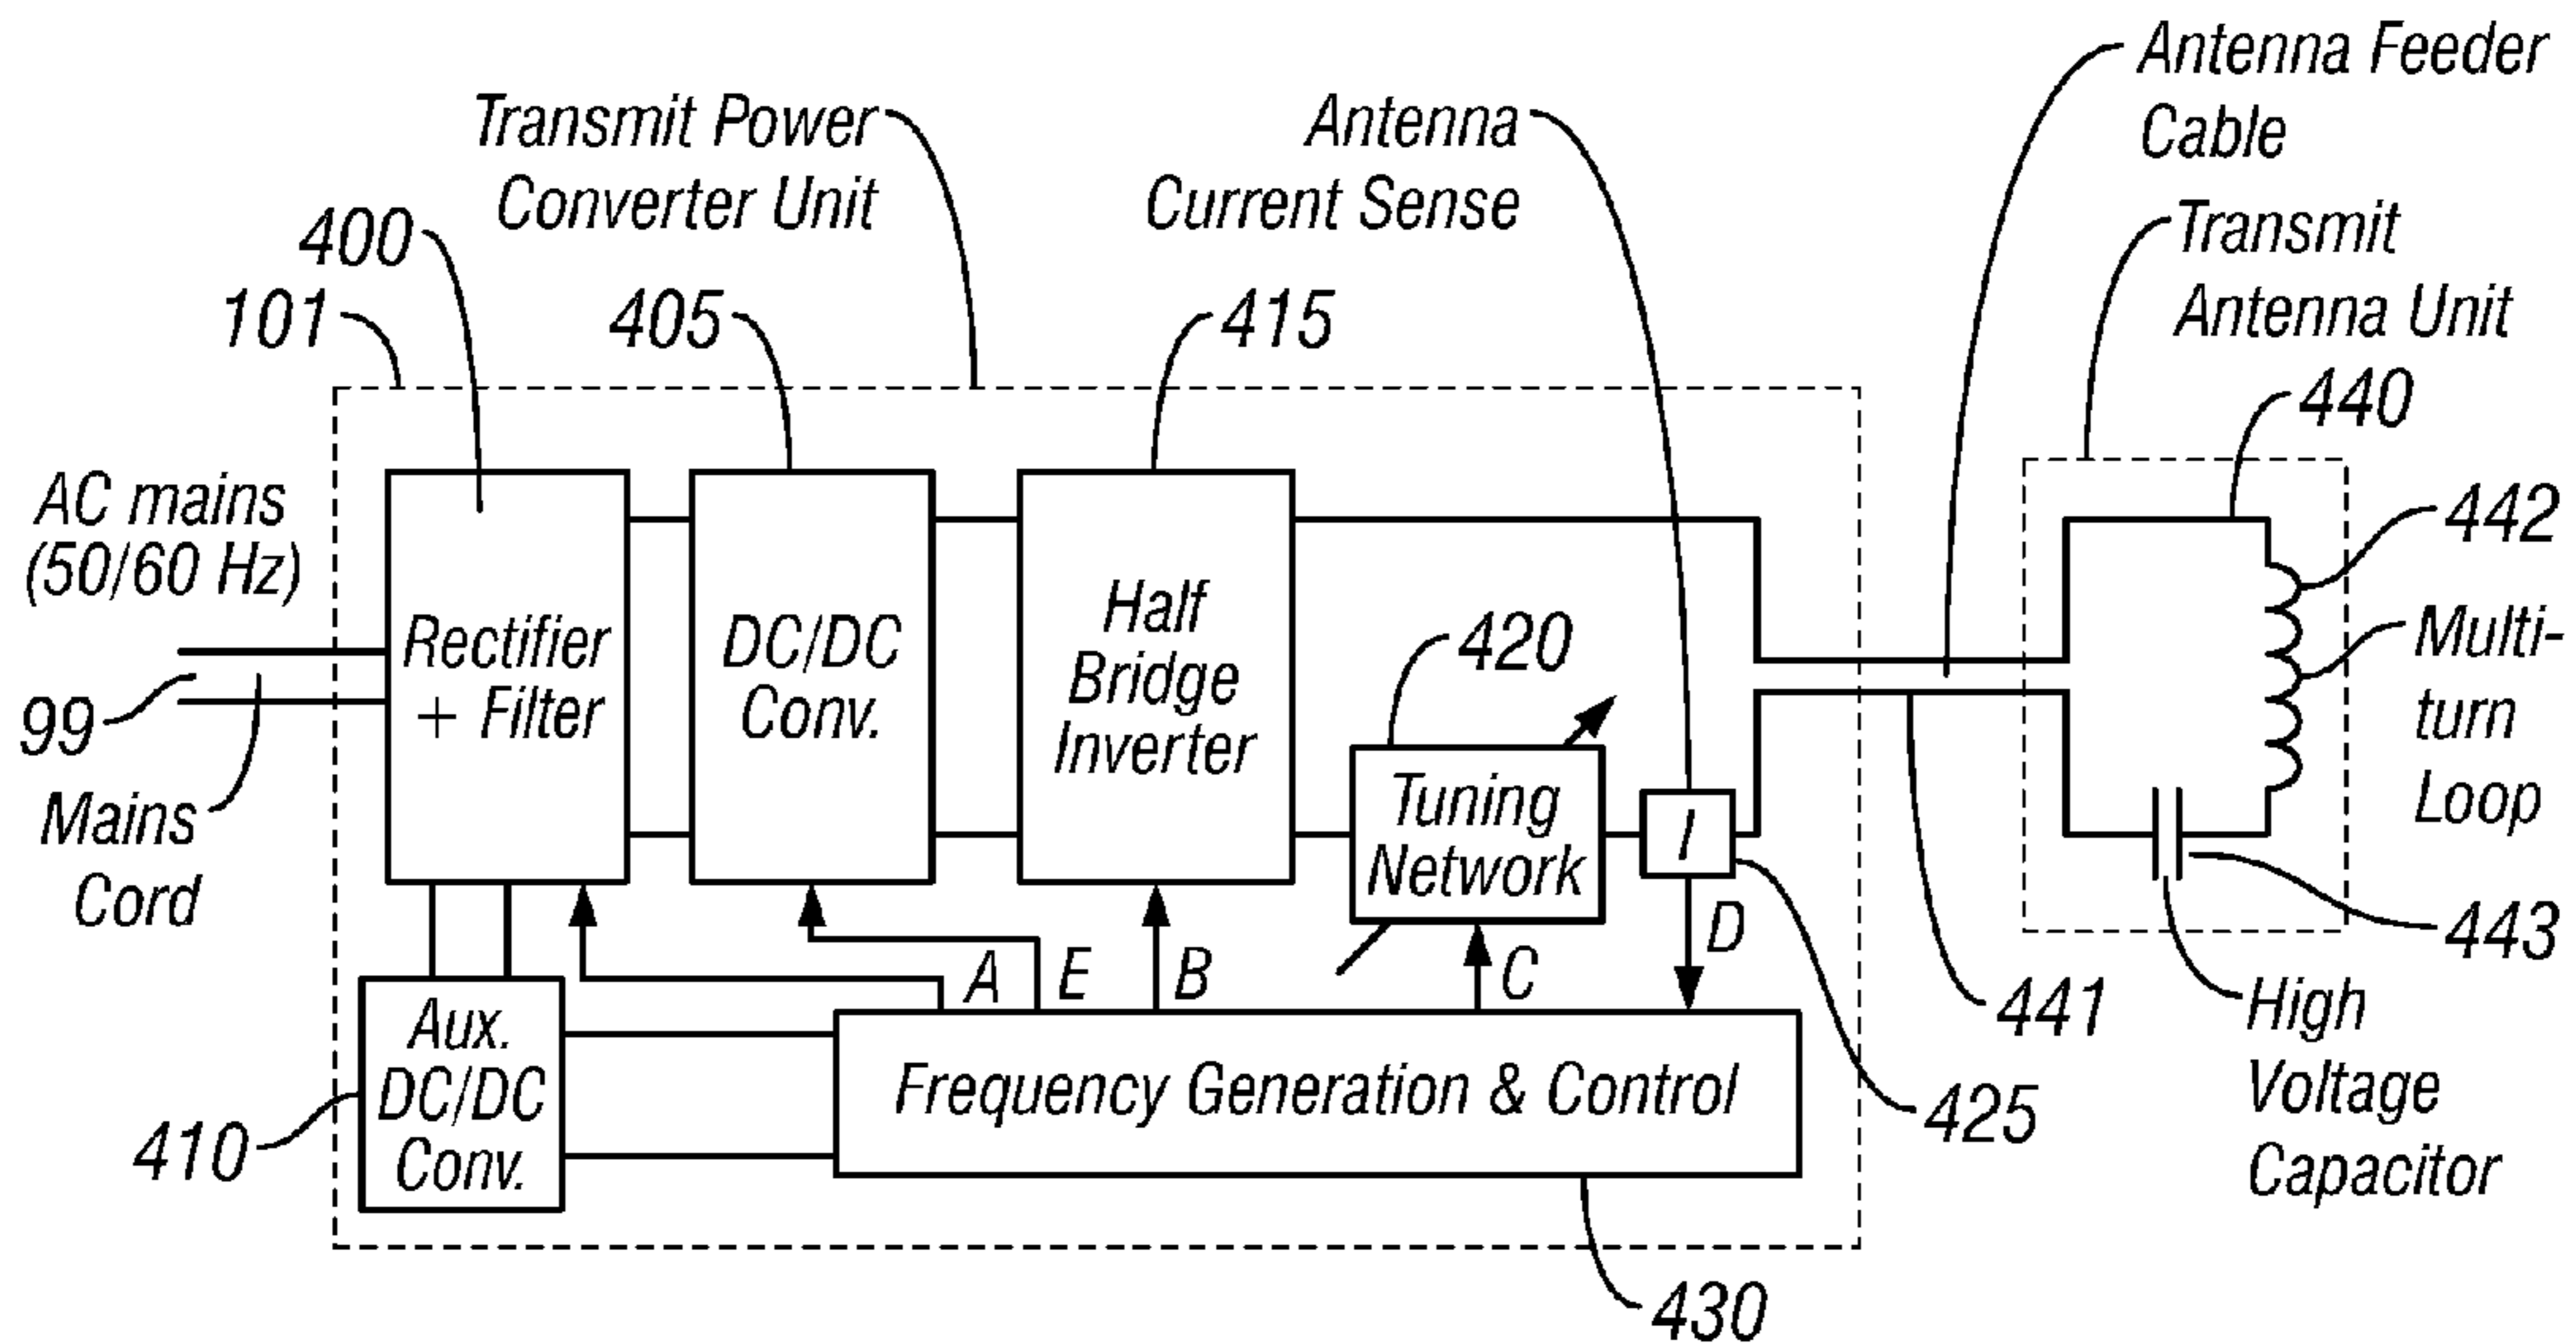 Antenna Feeder
Cable
Transmit Power
Converter Unit
Antenna
Current Sense
Transmit
Antenna Unit
400
101
405
415
440
AC mains
(50/60 Hz)
99
Mains
Cord
Rectifier
+ Filter
DC/DC
Conv.
Half
Bridge
Inverter
420
Tuning
Network
I
442
Multi-
turn
Loop
443
High
Voltage
Capacitor
441
425
A
E
B
C
D
Aux.
DC/DC
Conv.
410
Frequency Generation & Control
430